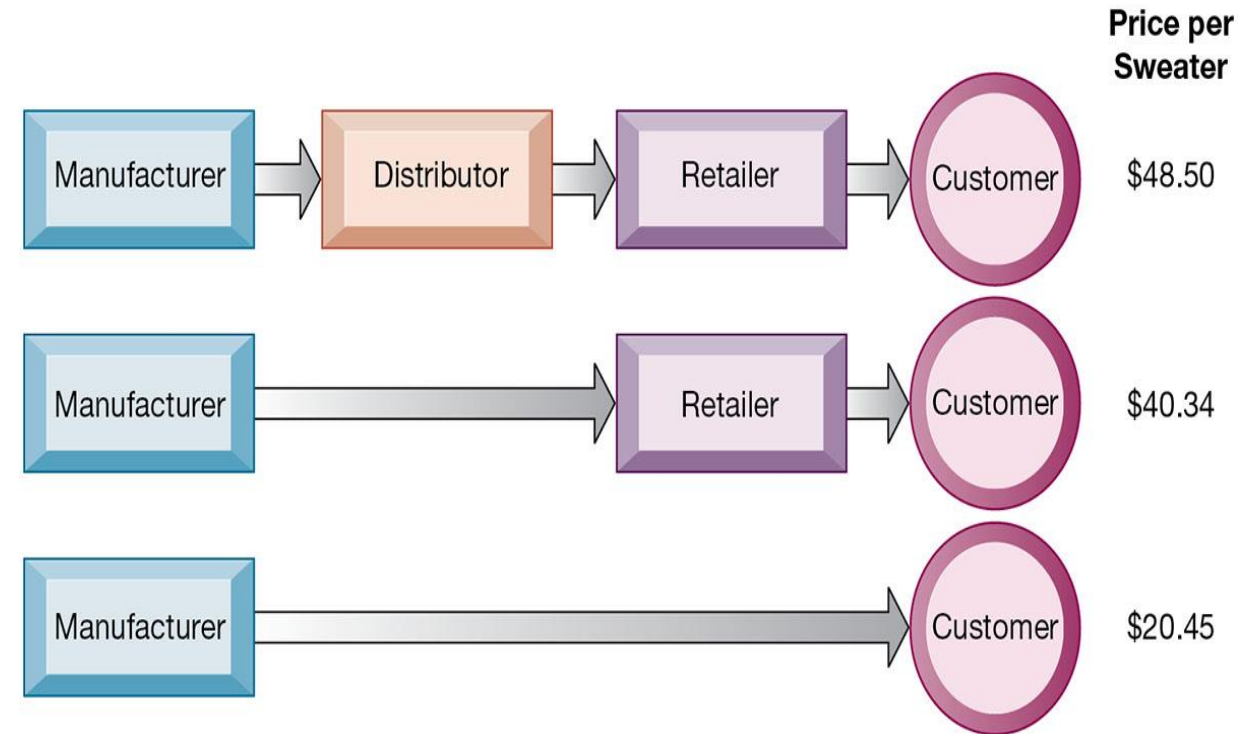 Price per
Sweater
Manufacturer Distributor Retailer Customer $48.50
Manufacturer Retailer Customer $40.34
Manufacturer Customer $20.45